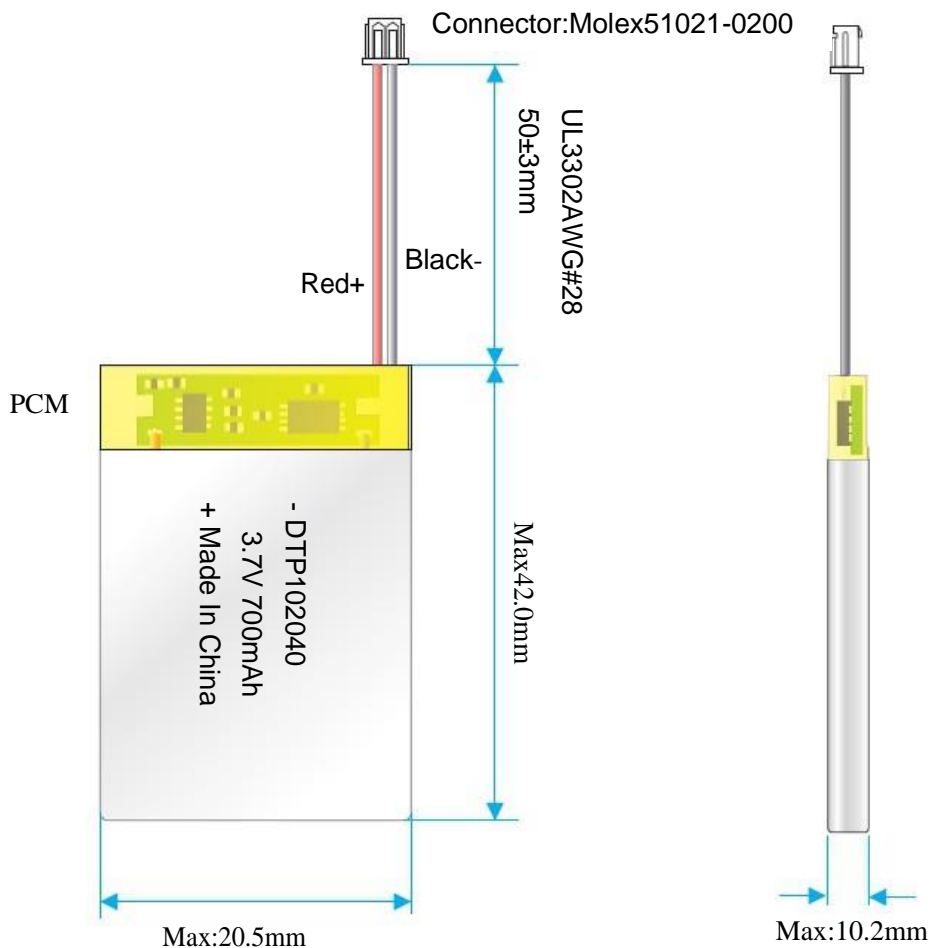 Connector:Molex51021-0200
UL3302AWG#28
50±3mm
Black-
Red+
PCM
- DTP102040
3.7V 700mAh
+ Made In China
Max42.0mm
Max:20.5mm
Max:10.2mm